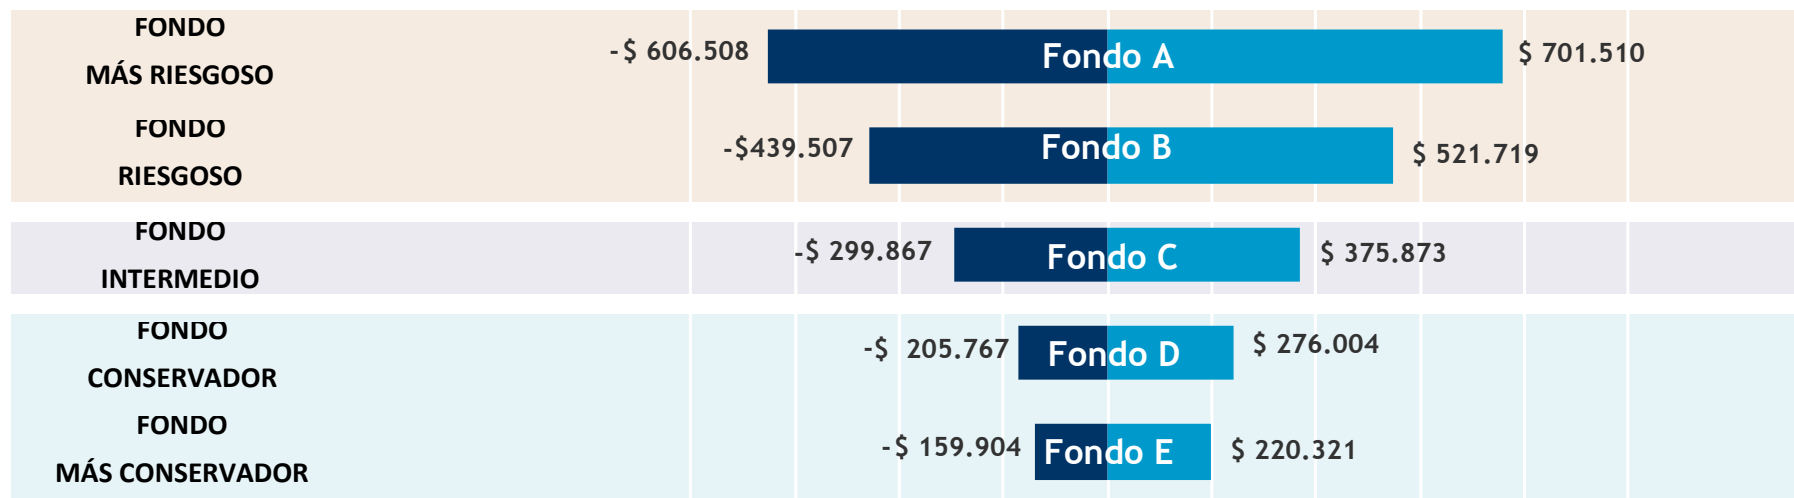 FONDO
MÁS RIESGOSO
-$ 606.508 Fondo A $ 701.510
FONDO
RIESGOSO
-$439.507 Fondo B $ 521.719
FONDO
INTERMEDIO
-$ 299.867 Fondo C $ 375.873
FONDO
CONSERVADOR
-$ 205.767 Fondo D $ 276.004
FONDO
MÁS CONSERVADOR
-$ 159.904 Fondo E $ 220.321